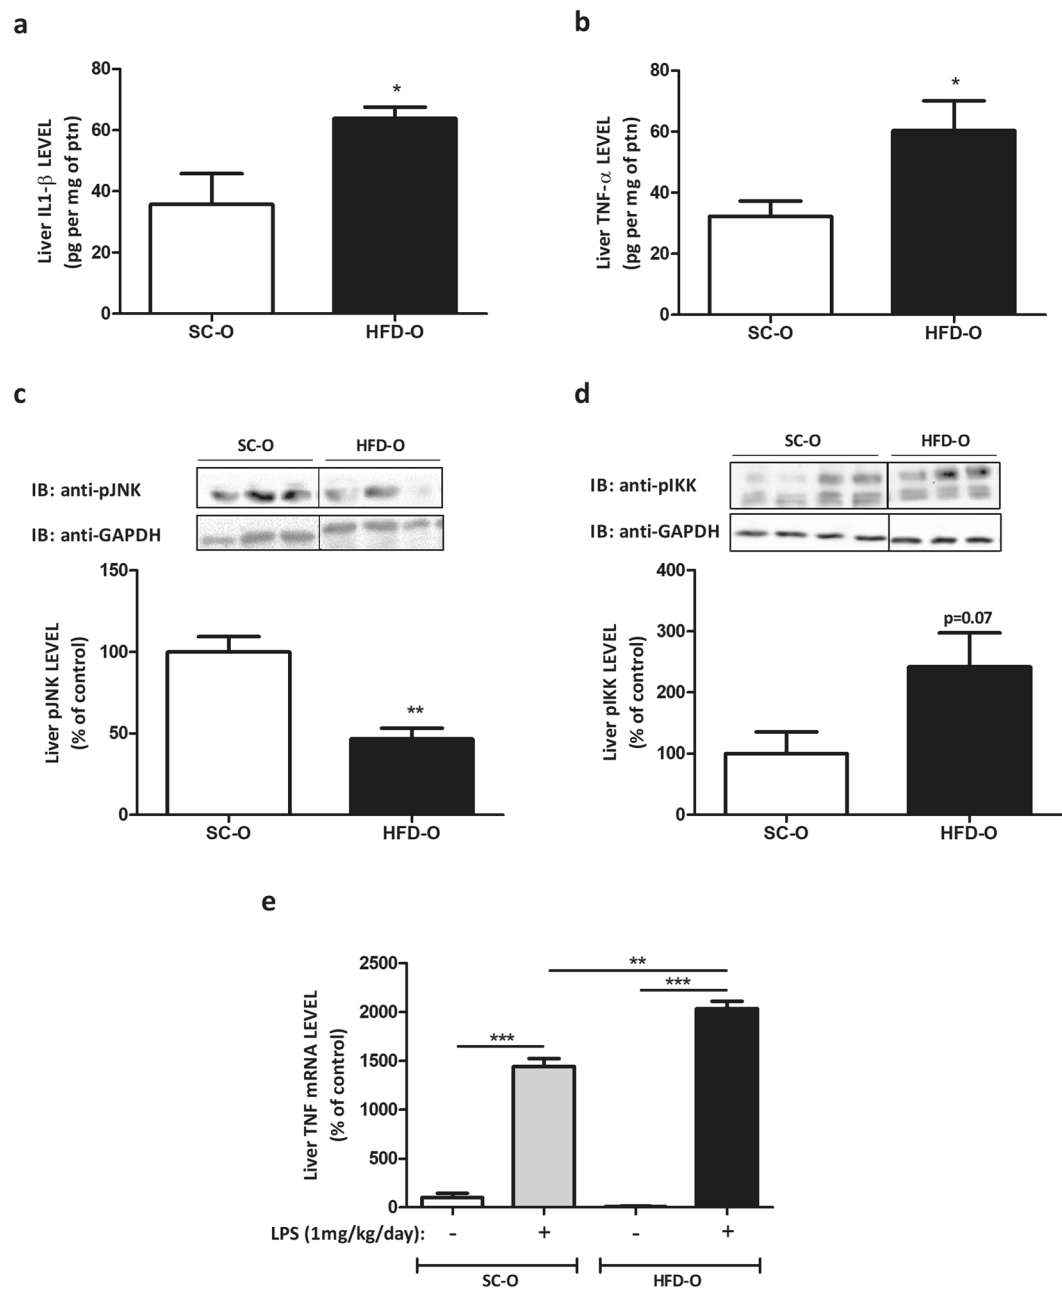 a
Liver IL1-β LEVEL
(pg per mg of ptn)
80
60
40
20
0
*
SC-O
HFD-O
b
Liver TNF-α LEVEL
(pg per mg of ptn)
80
60
40
20
0
*
SC-O
HFD-O
c
SC-O
HFD-O
IB: anti-pJNK
IB: anti-GAPDH
Liver pJNK LEVEL
(% of control)
150
100
50
0
**
SC-O
HFD-O
d
SC-O
HFD-O
IB: anti-pIKK
IB: anti-GAPDH
Liver pIKK LEVEL
(% of control)
400
300
200
100
0
p=0.07
SC-O
HFD-O
e
Liver TNF mRNA LEVEL
(% of control)
2500
2000
1500
1000
500
0
**
***
***
LPS (1mg/kg/day): - + - +
SC-O
HFD-O